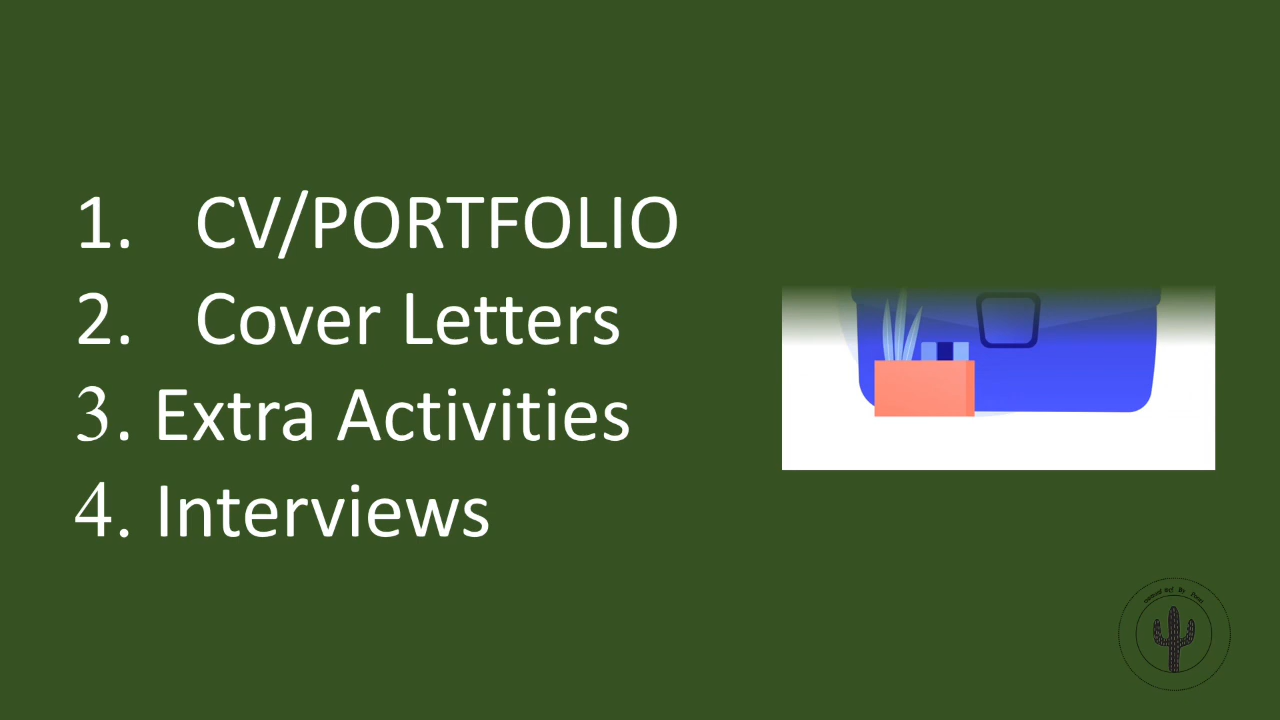 1. CV/PORTFOLIO
2. Cover Letters
3. Extra Activities
4. Interviews